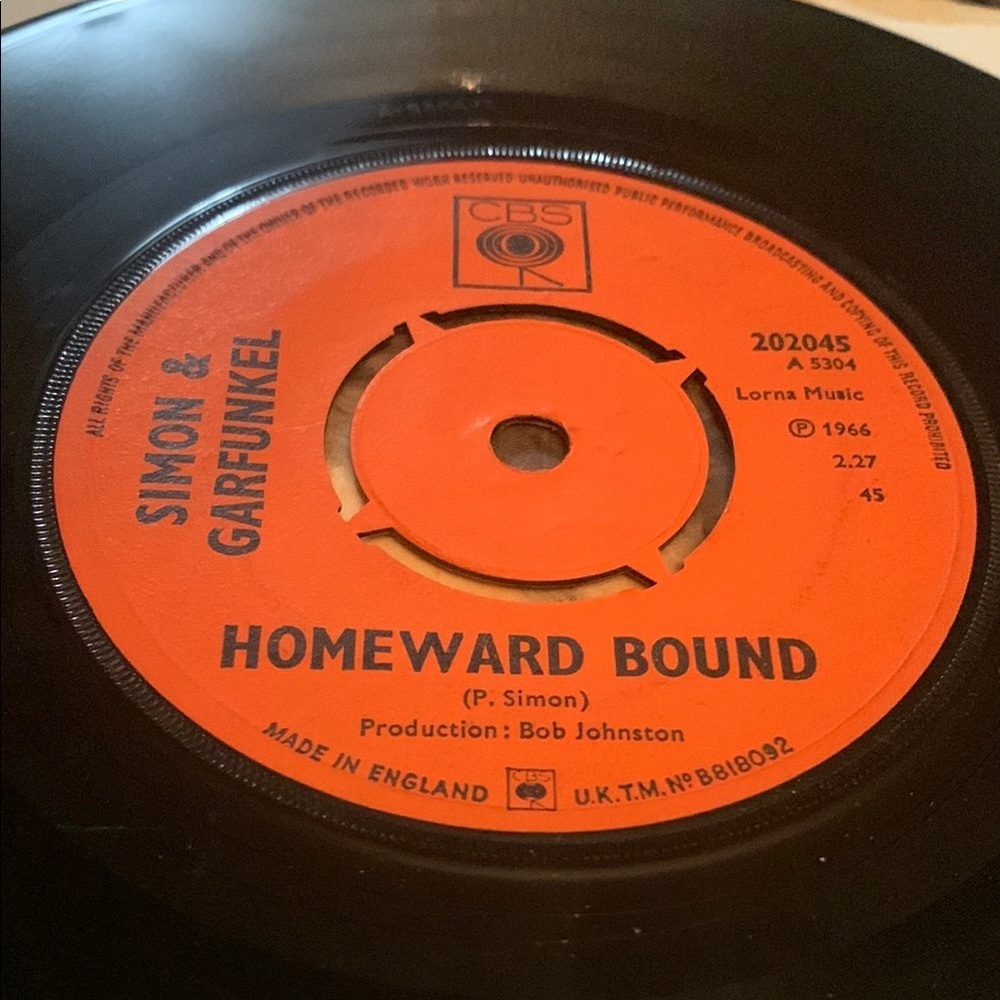 ALL RIGHTS OF THE MANUFACTURER AND OF THE OWNER OF THE RECORDED WORK RESERVED UNAUTHORISED PUBLIC PERFORMANCE BROADCASTING AND COPYING OF THIS RECORD PROHIBITED
CBS
SIMON &
GARFUNKEL
202045
A 5304
Lorna Music
℗ 1966
2.27
45
HOMEWARD BOUND
(P. Simon)
Production: Bob Johnston
MADE IN ENGLAND CBS U.K.T.M. Nº B818092